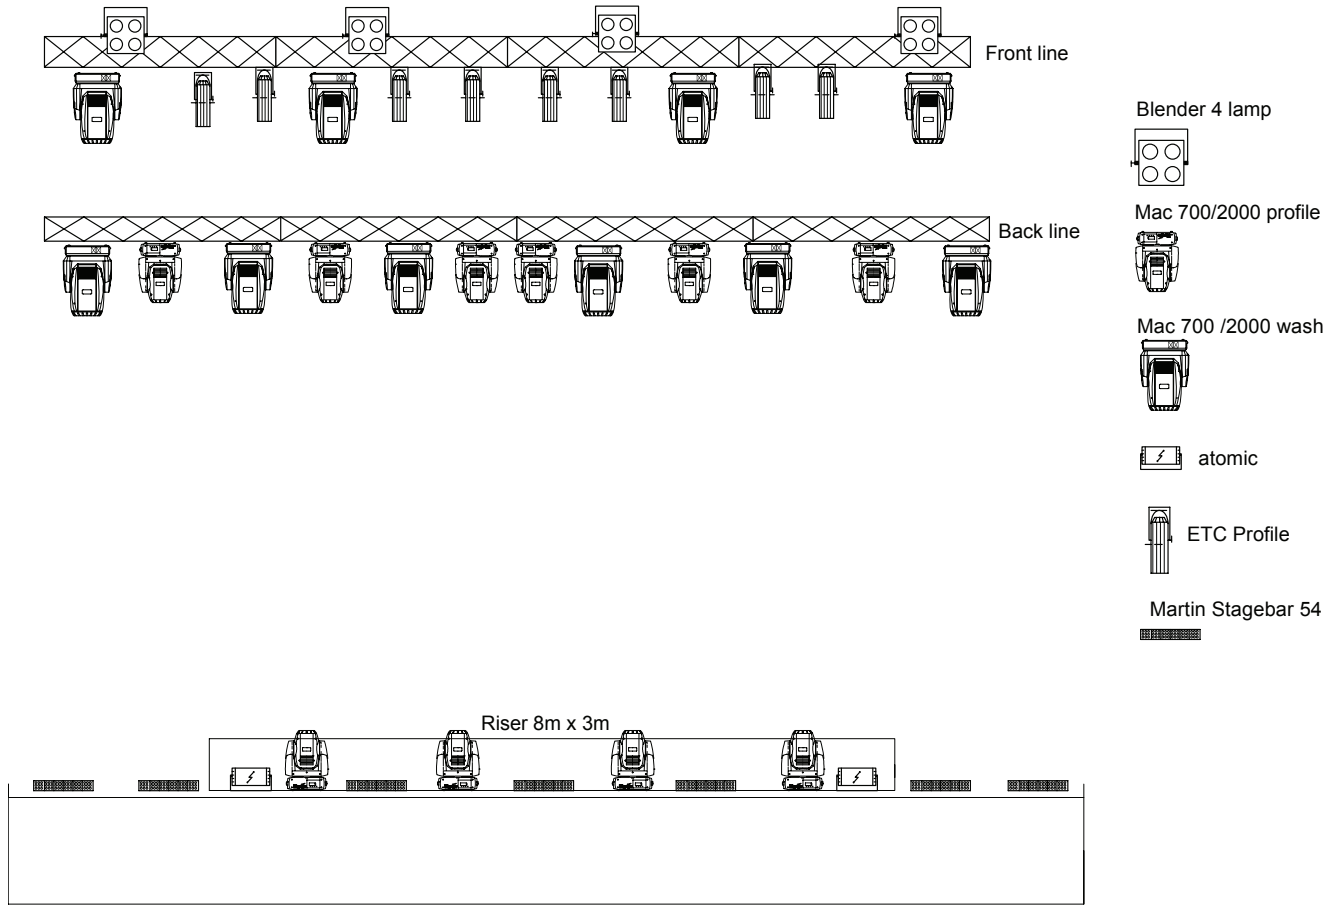 Front line
Blender 4 lamp
Mac 700/2000 profile
Back line
Mac 700 /2000 wash
atomic
ETC Profile
Martin Stagebar 54
Riser 8m x 3m